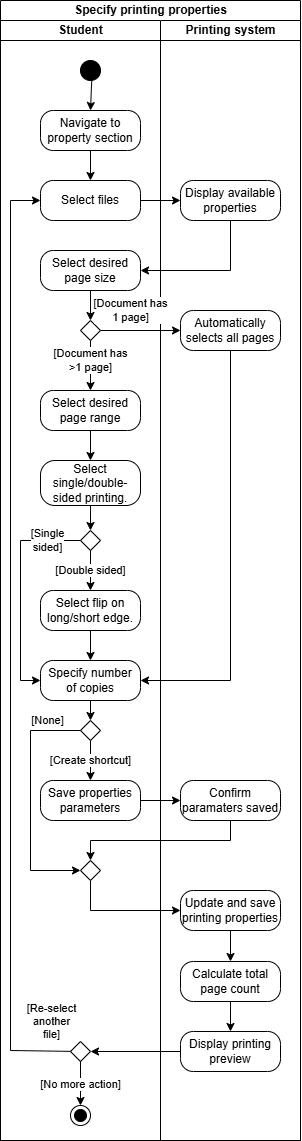 Specify printing properties
Student
Printing system
Navigate to
property section
Select files
Display available
properties
Select desired
page size
[Document has
1 page]
Automatically
selects all pages
[Document has
>1 page]
Select desired
page range
Select
single/double-
sided printing.
[Single
sided]
[Double sided]
Select flip on
long/short edge.
Specify number
of copies
[None]
[Create shortcut]
Save properties
parameters
Confirm
paramaters saved
Update and save
printing properties
Calculate total
page count
[Re-select
another
file]
Display printing
preview
[No more action]